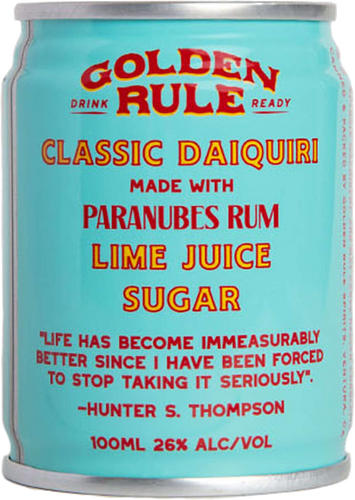 GOLDEN
DRINK RULE READY
CLASSIC DAIQUIRI
MADE WITH
PARANUBES RUM
LIME JUICE
SUGAR
"LIFE HAS BECOME IMMEASURABLY
BETTER SINCE I HAVE BEEN FORCED
TO STOP TAKING IT SERIOUSLY".
~HUNTER S. THOMPSON
100ML 26% ALC/VOL